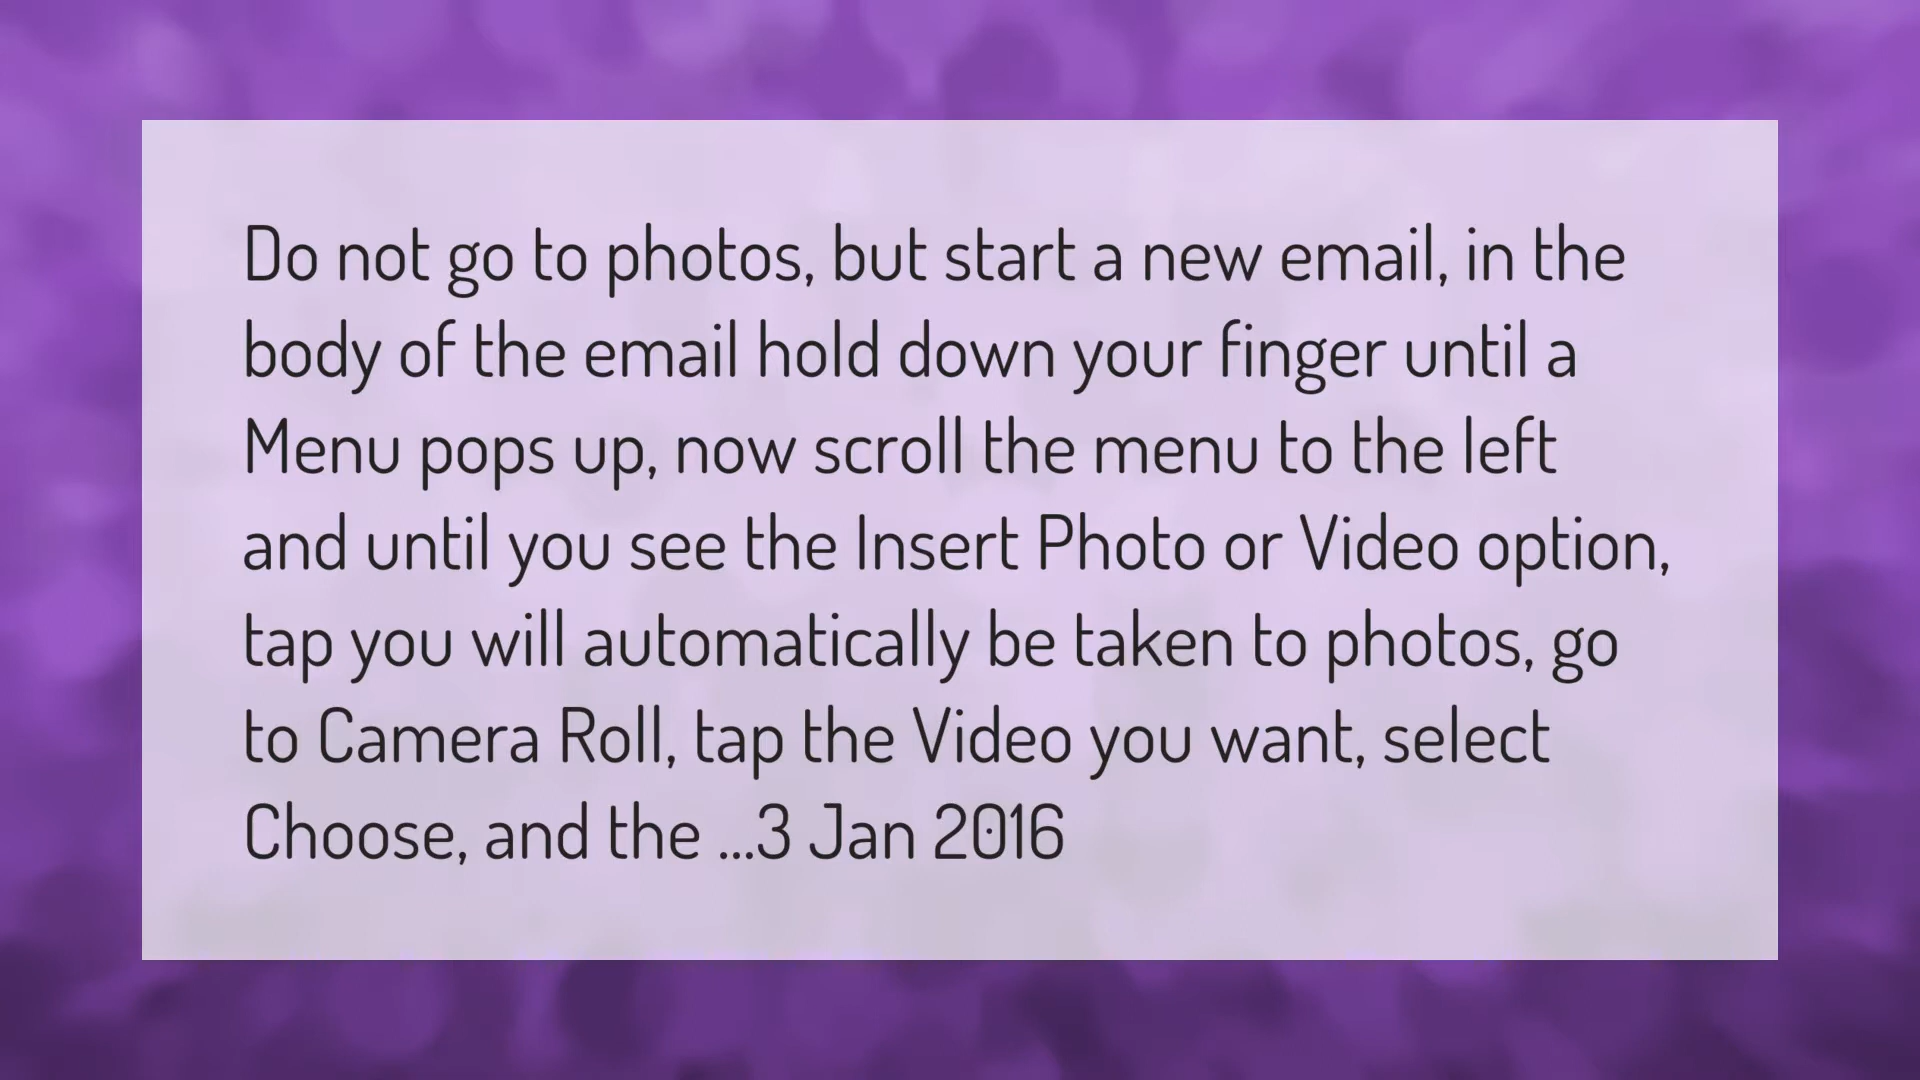 Do not go to photos, but start a new email, in the
body of the email hold down your finger until a
Menu pops up, now scroll the menu to the left
and until you see the Insert Photo or Video option,
tap you will automatically be taken to photos, go
to Camera Roll, tap the Video you want, select
Choose, and the ...3 Jan 2016